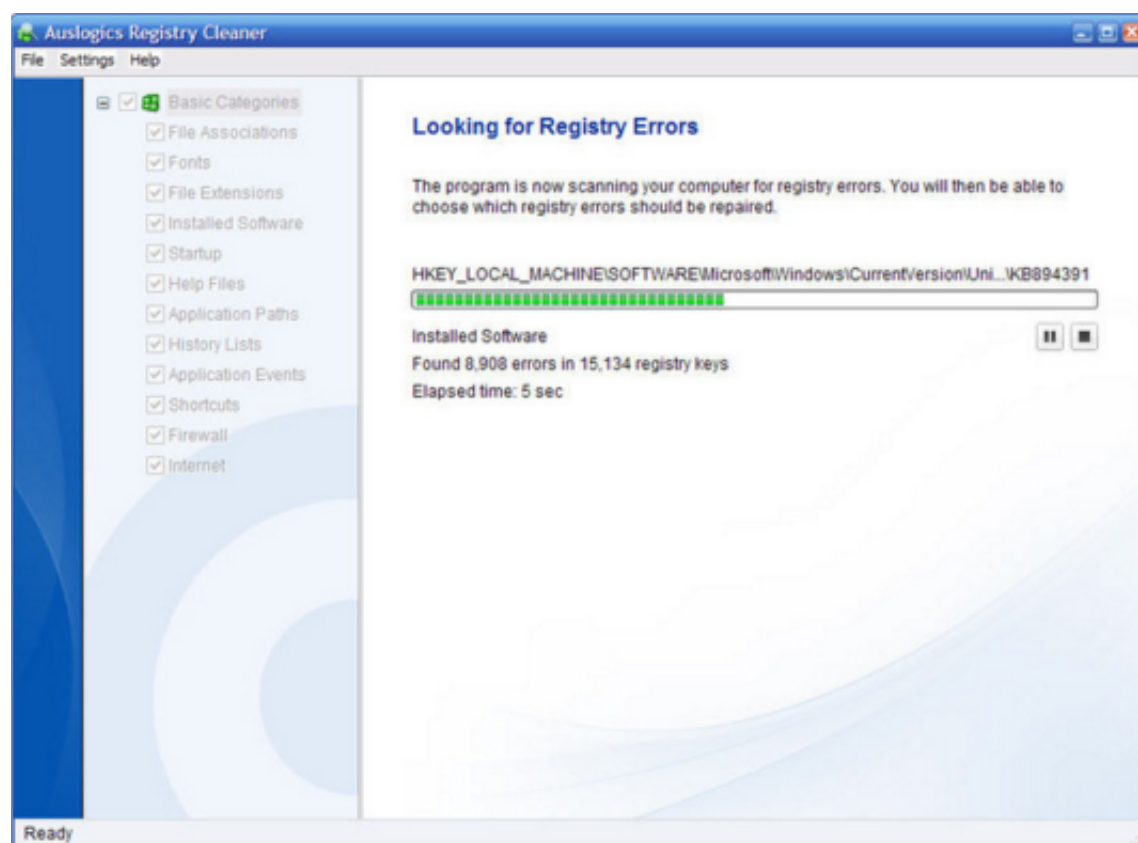 Auslogics Registry Cleaner
File Settings Help
Basic Categories
File Associations
Fonts
File Extensions
Installed Software
Startup
Help Files
Application Paths
History Lists
Application Events
Shortcuts
Firewall
Internet
Looking for Registry Errors
The program is now scanning your computer for registry errors. You will then be able to
choose which registry errors should be repaired.
HKEY_LOCAL_MACHINE\SOFTWARE\Microsoft\Windows\CurrentVersion\Uni...\KB894391
Installed Software
Found 8,908 errors in 15,134 registry keys
Elapsed time: 5 sec
Ready